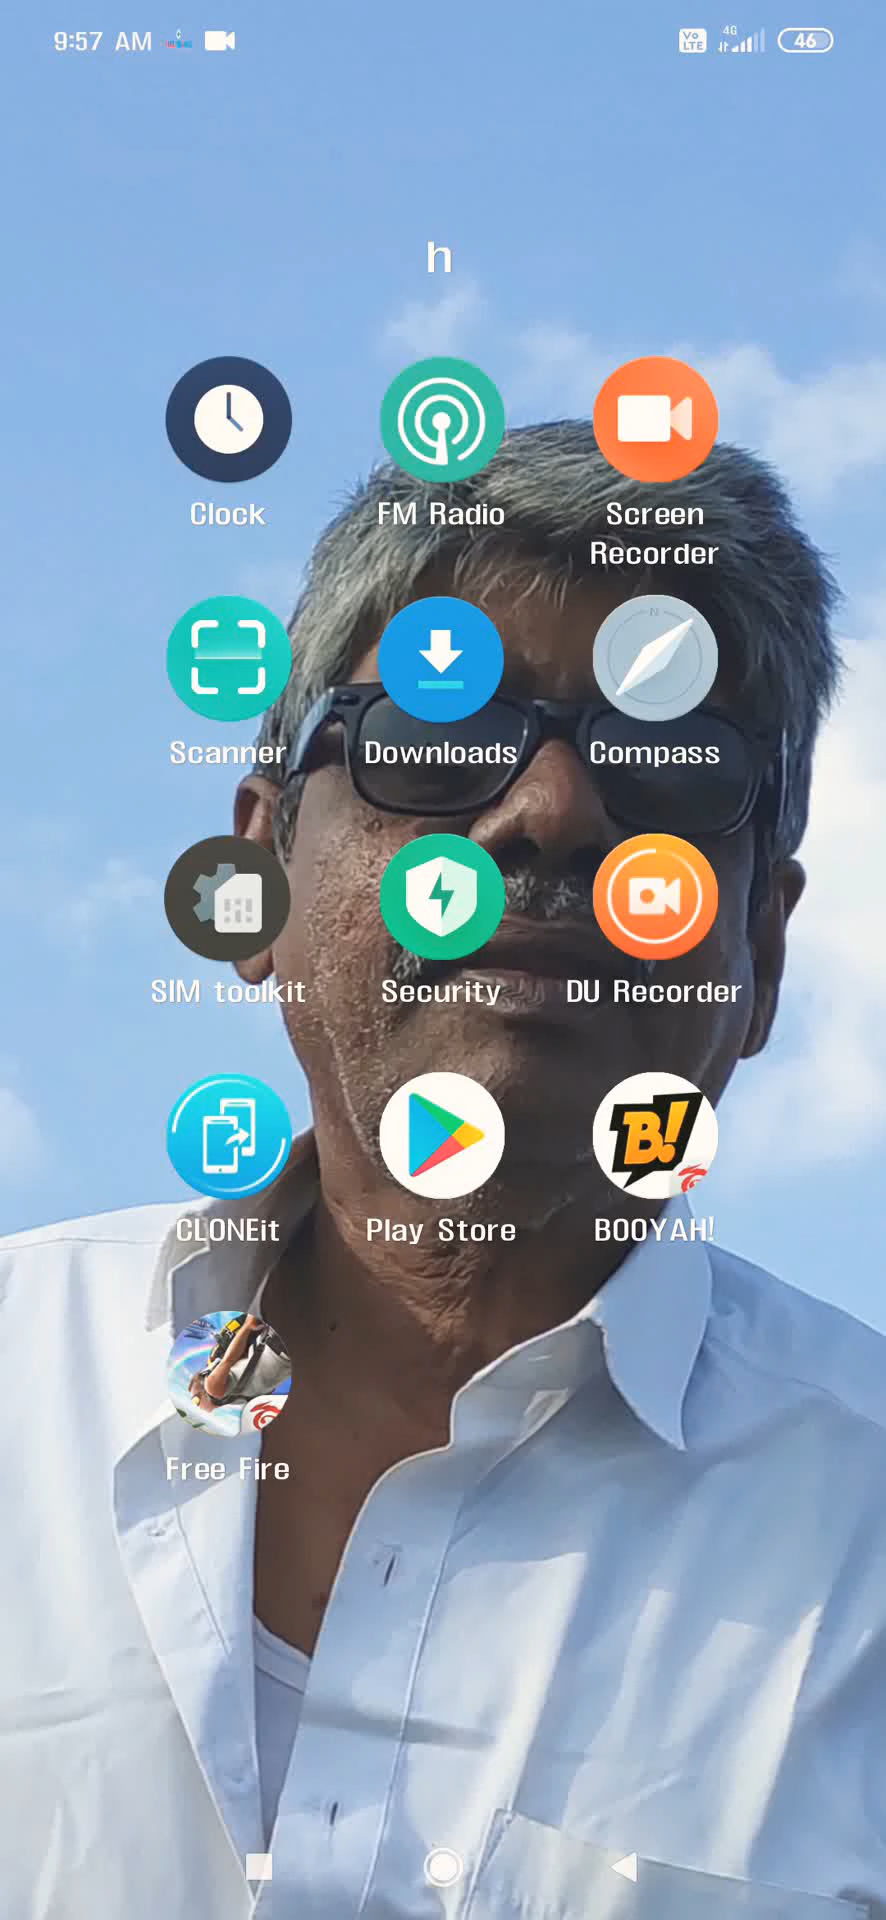 9:57 AM
Vo
LTE
4G
46
h
Clock
FM Radio
Screen
Recorder
N
Scanner
Downloads
Compass
SIM toolkit
Security
DU Recorder
B!
CLONEit
Play Store
BOOYAH!
Free Fire